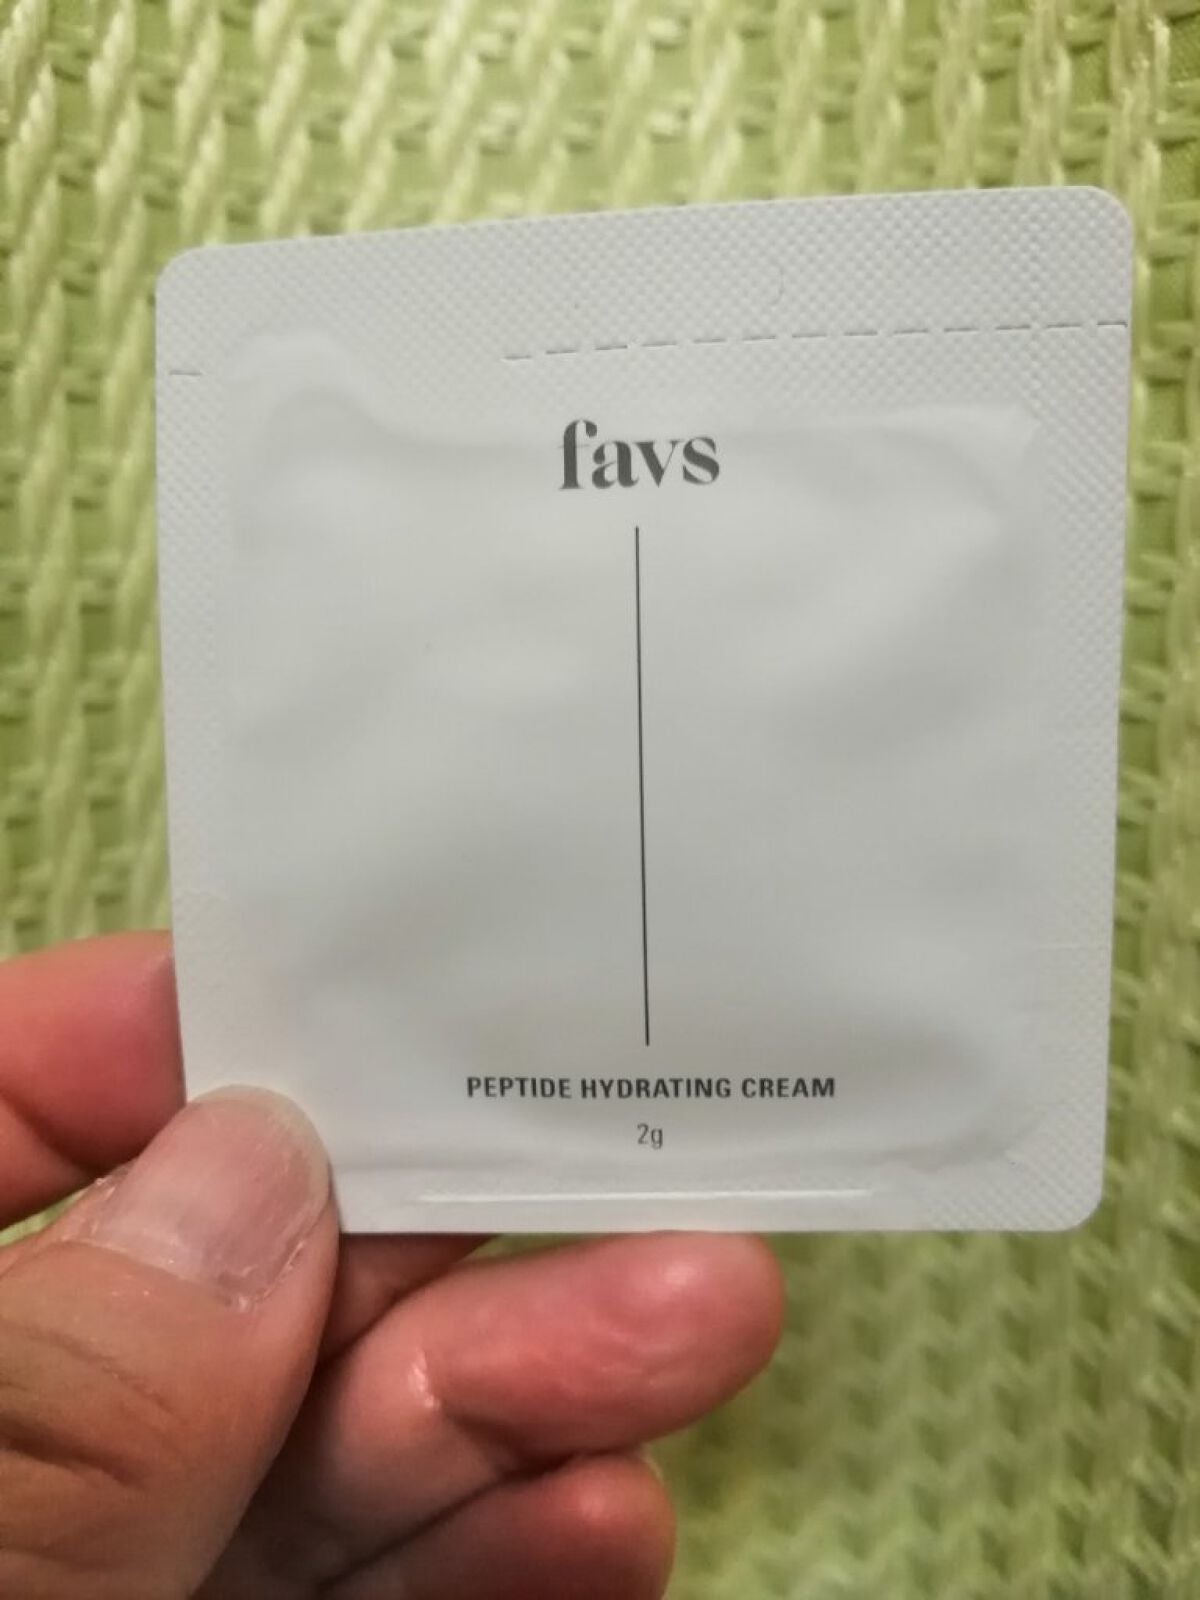 favs
PEPTIDE HYDRATING CREAM
2g